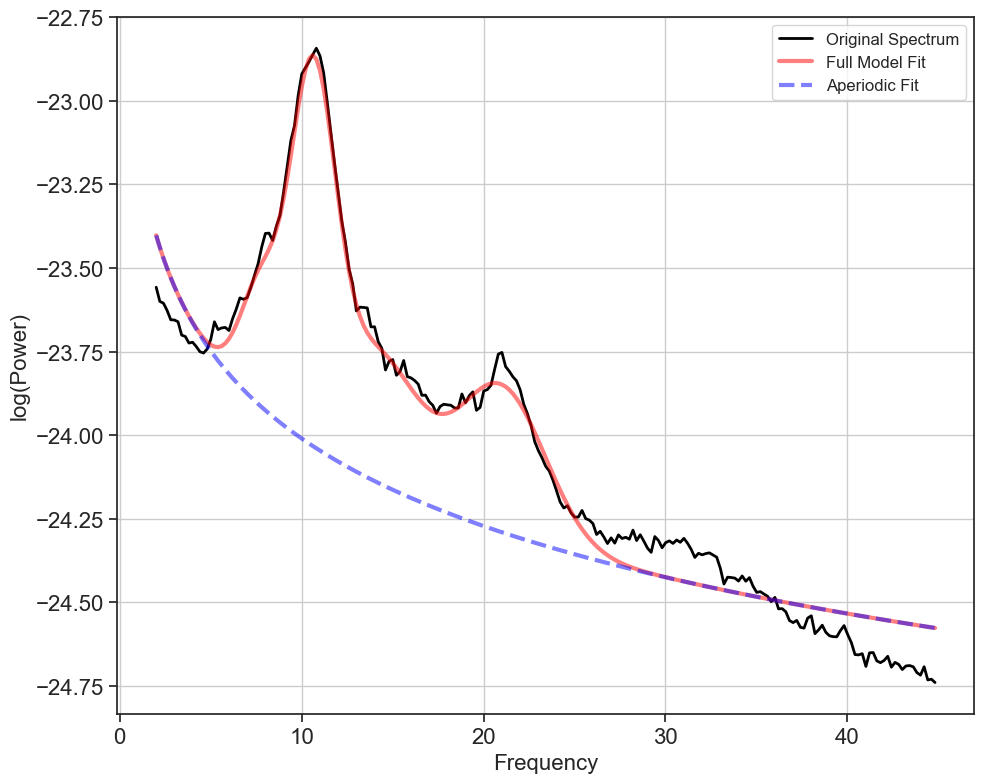 −22.75
−23.00
−23.25
−23.50
−23.75
−24.00
−24.25
−24.50
−24.75
log(Power)
0 10 20 30 40
Frequency
Original Spectrum
Full Model Fit
Aperiodic Fit